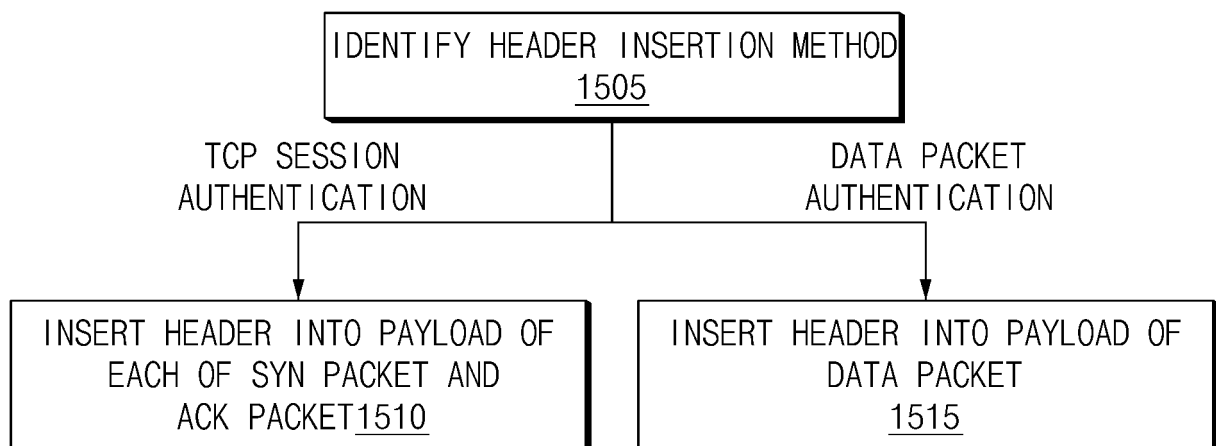 IDENTIFY HEADER INSERTION METHOD
1505
TCP SESSION
AUTHENTICATION
DATA PACKET
AUTHENTICATION
INSERT HEADER INTO PAYLOAD OF
EACH OF SYN PACKET AND
ACK PACKET1510
INSERT HEADER INTO PAYLOAD OF
DATA PACKET
1515